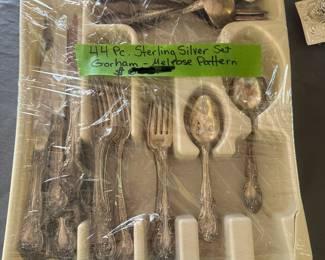 44 Pc. Sterling Silver Set
Gorham - Melrose Pattern
$